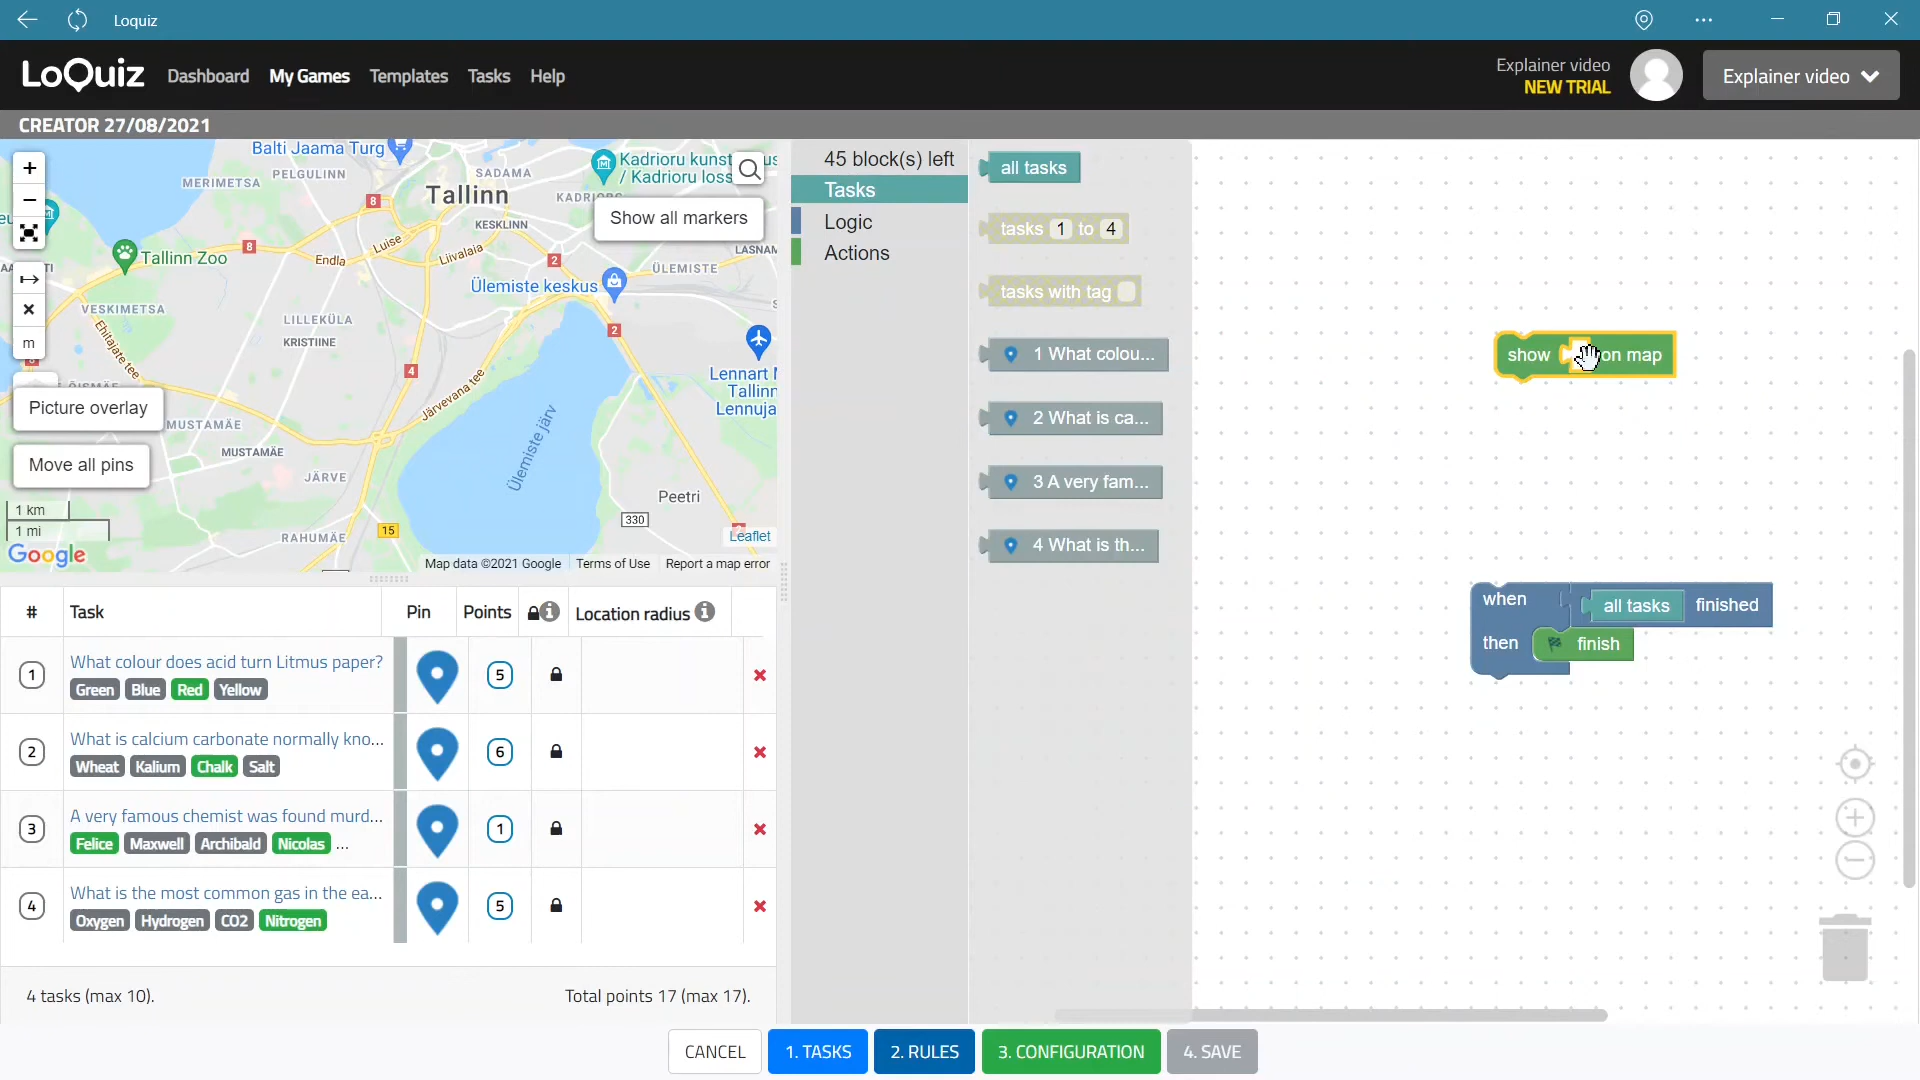 Loquiz
LoQuiz Dashboard My Games Templates Tasks Help
Explainer video
NEW TRIAL
Explainer video
CREATOR 27/08/2021
+
−
m
Balti Jaama Turg
MERIMETSA
PELGULINN
SADAMA
Tallinn
Kadrioru kunst
/ Kadrioru loss
KADRIO
KESKLINN
Show all markers
Tallinn Zoo
8
8
Luise
Endla
Liivalaia
2
LASNAM
ÜLEMISTE
Ülemiste keskus
VESKIMETSA
Ehitajate tee
LILLEKÜLA
KRISTIINE
2
4
Järvevana tee
Lennart
Tallinn
Lennuja
Picture overlay
MUSTAMÄE
MUSTAMÄE
Move all pins
JÄRVE
Ülemiste järv
Peetri
1 km
1 mi
15
330
RAHUMÄE
Leaflet
Google
Map data ©2021 Google Terms of Use Report a map error
# Task Pin Points Location radius
1 What colour does acid turn Litmus paper? 5
Green Blue Red Yellow
2 What is calcium carbonate normally kno... 6
Wheat Kalium Chalk Salt
3 A very famous chemist was found murd... 1
Felice Maxwell Archibald Nicolas ...
4 What is the most common gas in the ea... 5
Oxygen Hydrogen CO2 Nitrogen
4 tasks (max 10).
Total points 17 (max 17).
45 block(s) left
Tasks
Logic
Actions
all tasks
tasks 1 to 4
tasks with tag
1 What colou...
2 What is ca...
3 A very fam...
4 What is th...
show on map
when all tasks finished
then finish
CANCEL 1. TASKS 2. RULES 3. CONFIGURATION 4. SAVE